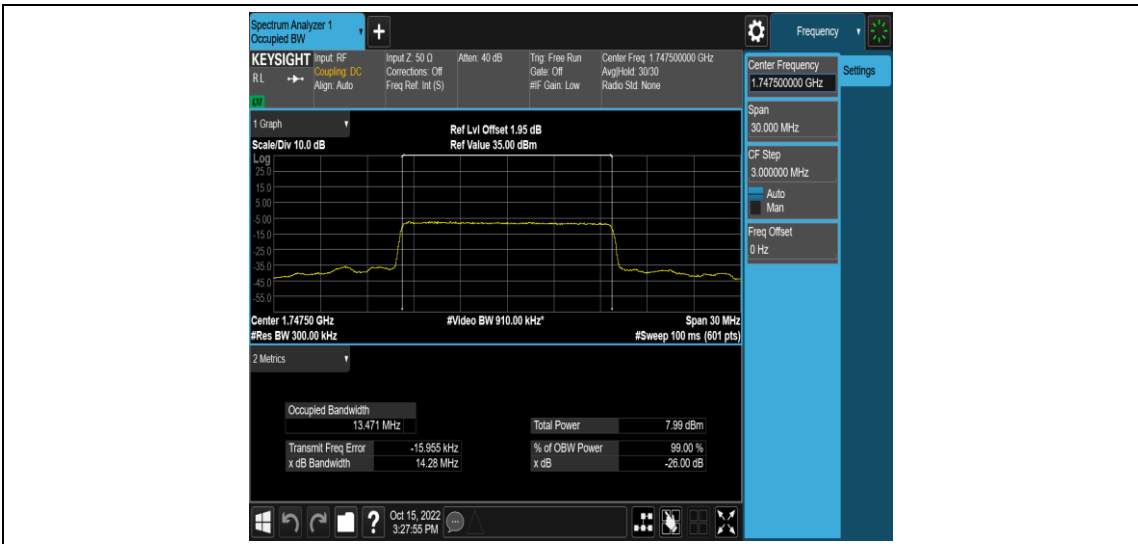 Spectrum Analyzer 1
Occupied BW
+
Frequency
KEYSIGHT
RL
LXI
Input: RF
Coupling: DC
Align: Auto
Input Z: 50 Ω
Corrections: Off
Freq Ref: Int (S)
Atten: 40 dB
Trig: Free Run
Gate: Off
#IF Gain: Low
Center Freq: 1.747500000 GHz
Avg|Hold: 30/30
Radio Std: None
Center Frequency
1.747500000 GHz
Settings
Span
30.000 MHz
CF Step
3.000000 MHz
Auto
Man
Freq Offset
0 Hz
1 Graph
Scale/Div 10.0 dB
Ref Lvl Offset 1.95 dB
Ref Value 35.00 dBm
Log
25.0
15.0
5.00
-5.00
-15.0
-25.0
-35.0
-45.0
-55.0
Center 1.74750 GHz
#Video BW 910.00 kHz*
Span 30 MHz
#Res BW 300.00 kHz
#Sweep 100 ms (601 pts)
2 Metrics
Occupied Bandwidth
13.471 MHz
Total Power 7.99 dBm
Transmit Freq Error -15.955 kHz
% of OBW Power 99.00 %
x dB Bandwidth 14.28 MHz
x dB -26.00 dB
?
Oct 15, 2022
3:27:55 PM